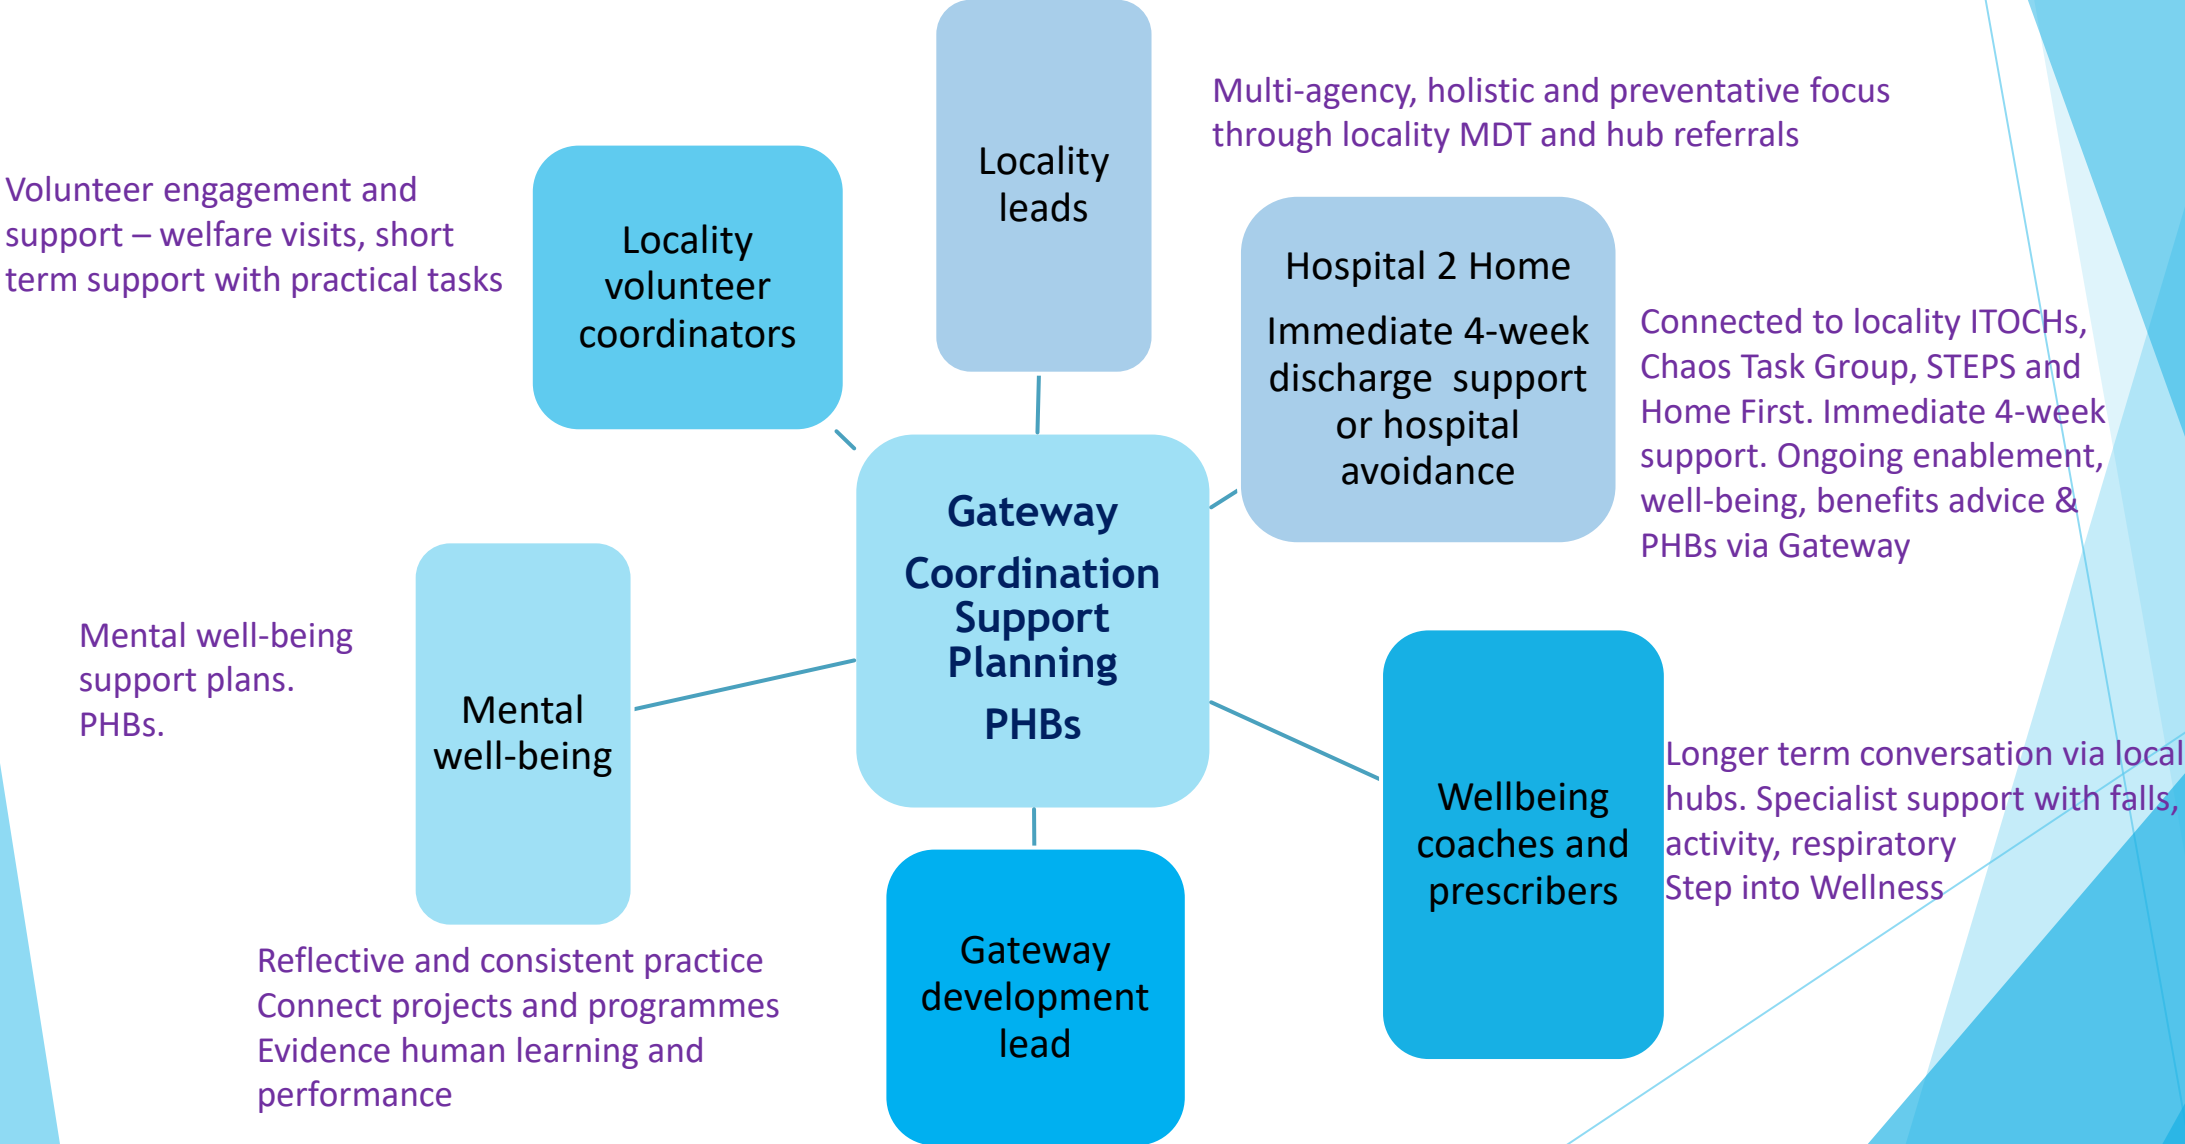 Locality
leads
Multi-agency, holistic and preventative focus
through locality MDT and hub referrals
Volunteer engagement and
support – welfare visits, short
term support with practical tasks
Locality
volunteer
coordinators
Hospital 2 Home
Immediate 4-week
discharge support
or hospital
avoidance
Connected to locality ITOCHs,
Chaos Task Group, STEPS and
Home First. Immediate 4-week
support. Ongoing enablement,
well-being, benefits advice &
PHBs via Gateway
Gateway
Coordination
Support
Planning
PHBs
Mental well-being
support plans.
PHBs.
Mental
well-being
Wellbeing
coaches and
prescribers
Longer term conversation via local
hubs. Specialist support with falls,
activity, respiratory
Step into Wellness
Reflective and consistent practice
Connect projects and programmes
Evidence human learning and
performance
Gateway
development
lead